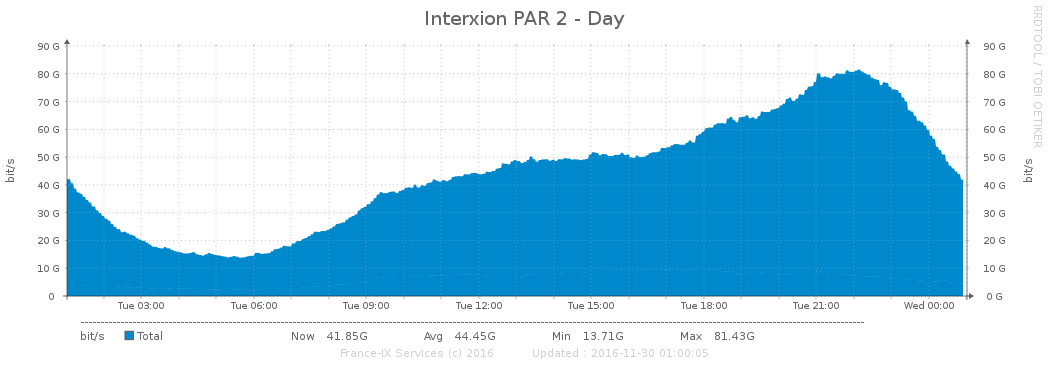 Interxion PAR 2 - Day
RRDTOOL / TOBI OETIKER
90 G 90 G
80 G 80 G
70 G 70 G
60 G 60 G
50 G 50 G
40 G 40 G
30 G 30 G
20 G 20 G
10 G 10 G
0 0 G
bit/s
bit/s
Tue 03:00 Tue 06:00 Tue 09:00 Tue 12:00 Tue 15:00 Tue 18:00 Tue 21:00 Wed 00:00
bit/s Total Now 41.85G Avg 44.45G Min 13.71G Max 81.43G
France-IX Services (c) 2016 Updated : 2016-11-30 01:00:05